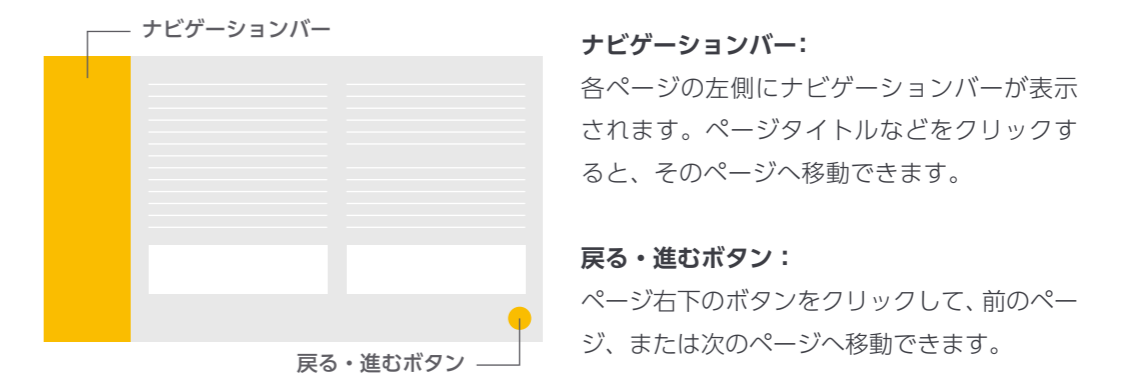 ナビゲーションバー
戻る・進むボタン
ナビゲーションバー：
各ページの左側にナビゲーションバーが表示
されます。ページタイトルなどをクリックす
ると、そのページへ移動できます。
戻る・進むボタン：
ページ右下のボタンをクリックして、前のペー
ジ、または次のページへ移動できます。